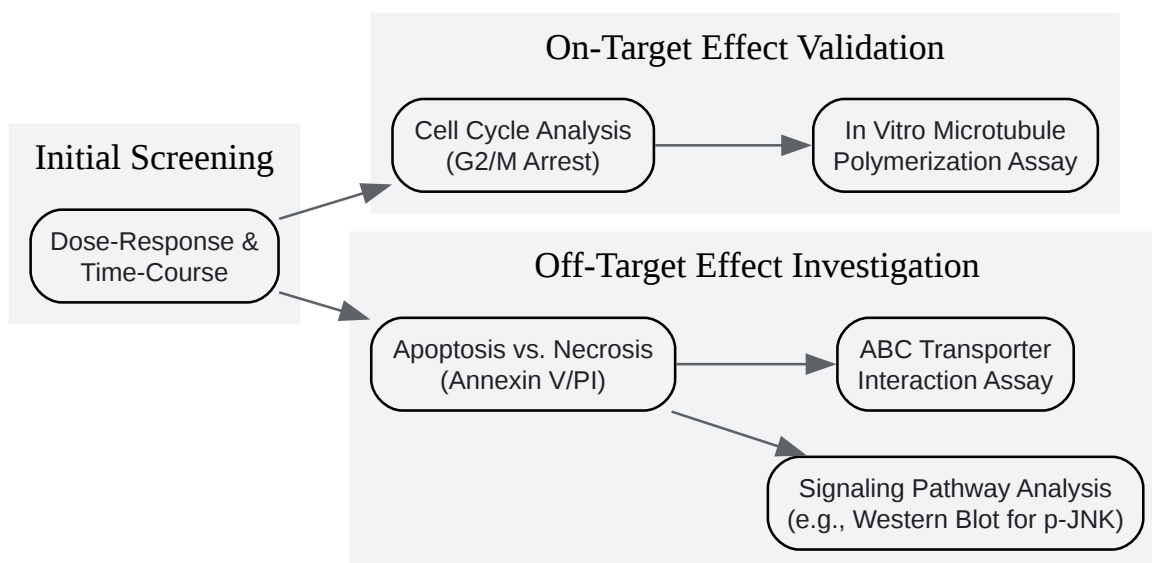 Initial Screening
Dose-Response &
Time-Course
On-Target Effect Validation
Cell Cycle Analysis
(G2/M Arrest)
In Vitro Microtubule
Polymerization Assay
Off-Target Effect Investigation
Apoptosis vs. Necrosis
(Annexin V/PI)
ABC Transporter
Interaction Assay
Signaling Pathway Analysis
(e.g., Western Blot for p-JNK)